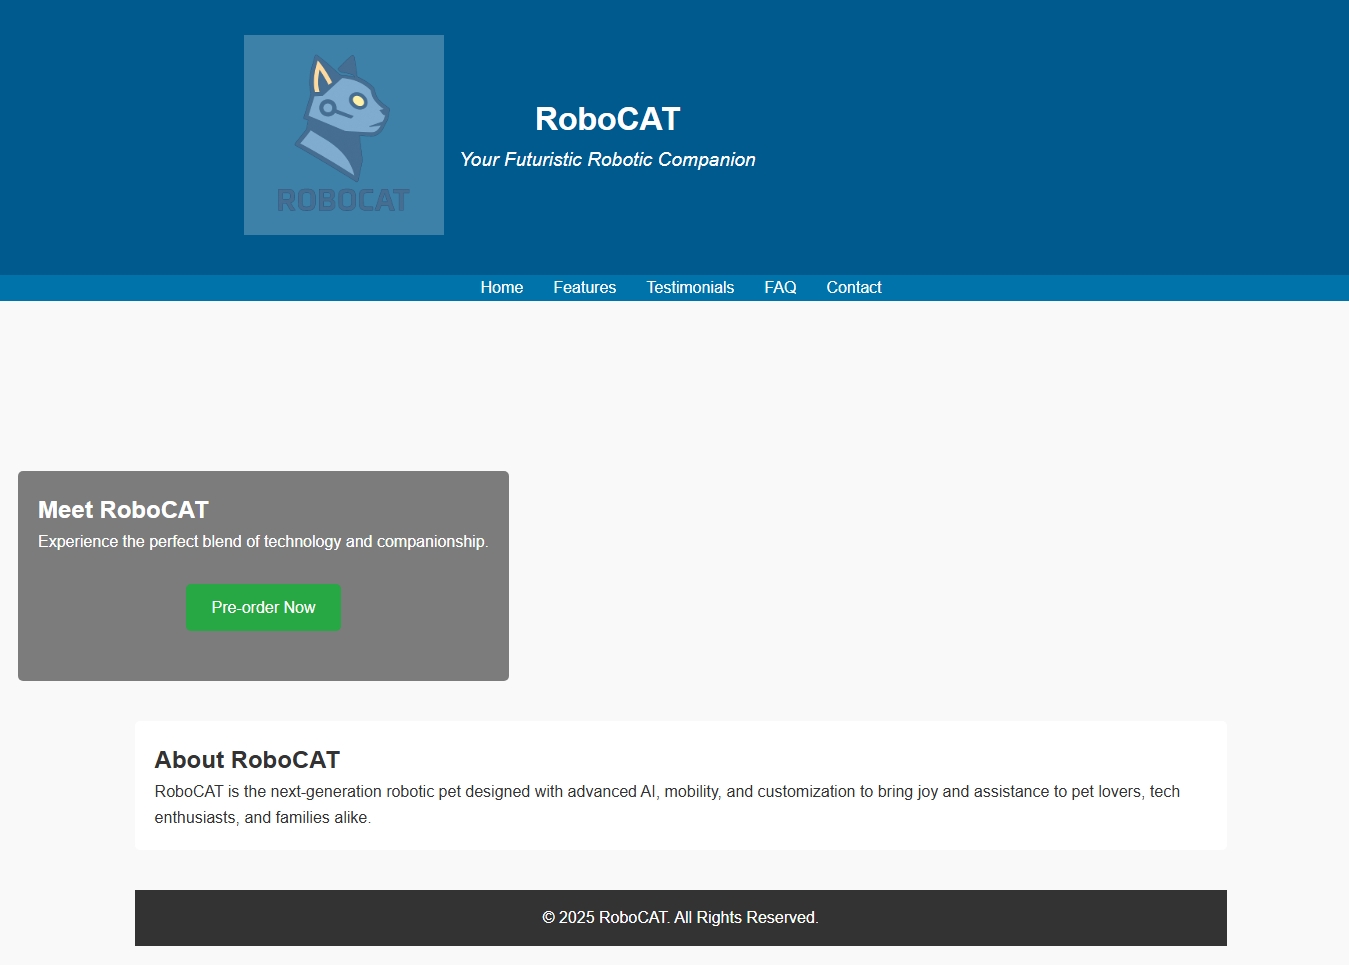 ROBOCAT
RoboCAT
Your Futuristic Robotic Companion
Home Features Testimonials FAQ Contact
Meet RoboCAT
Experience the perfect blend of technology and companionship.
Pre-order Now
About RoboCAT
RoboCAT is the next-generation robotic pet designed with advanced AI, mobility, and customization to bring joy and assistance to pet lovers, tech
enthusiasts, and families alike.
© 2025 RoboCAT. All Rights Reserved.